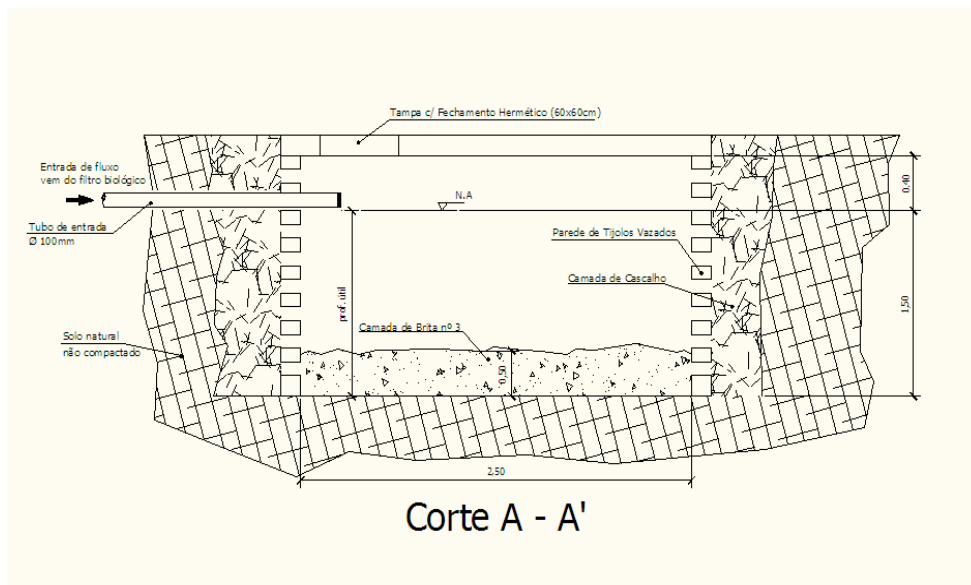 Tampa c/ Fechamento Hermético (60x60cm)
Entrada de fluxo
vem do filtro biológico
Tubo de entrada
Ø 100mm
N.A
0.40
Parede de Tijolos Vazados
Camada de Cascalho
prof. útil
1,50
Solo natural
não compactado
Camada de Brita nº 3
0,50
2,50
Corte A - A'